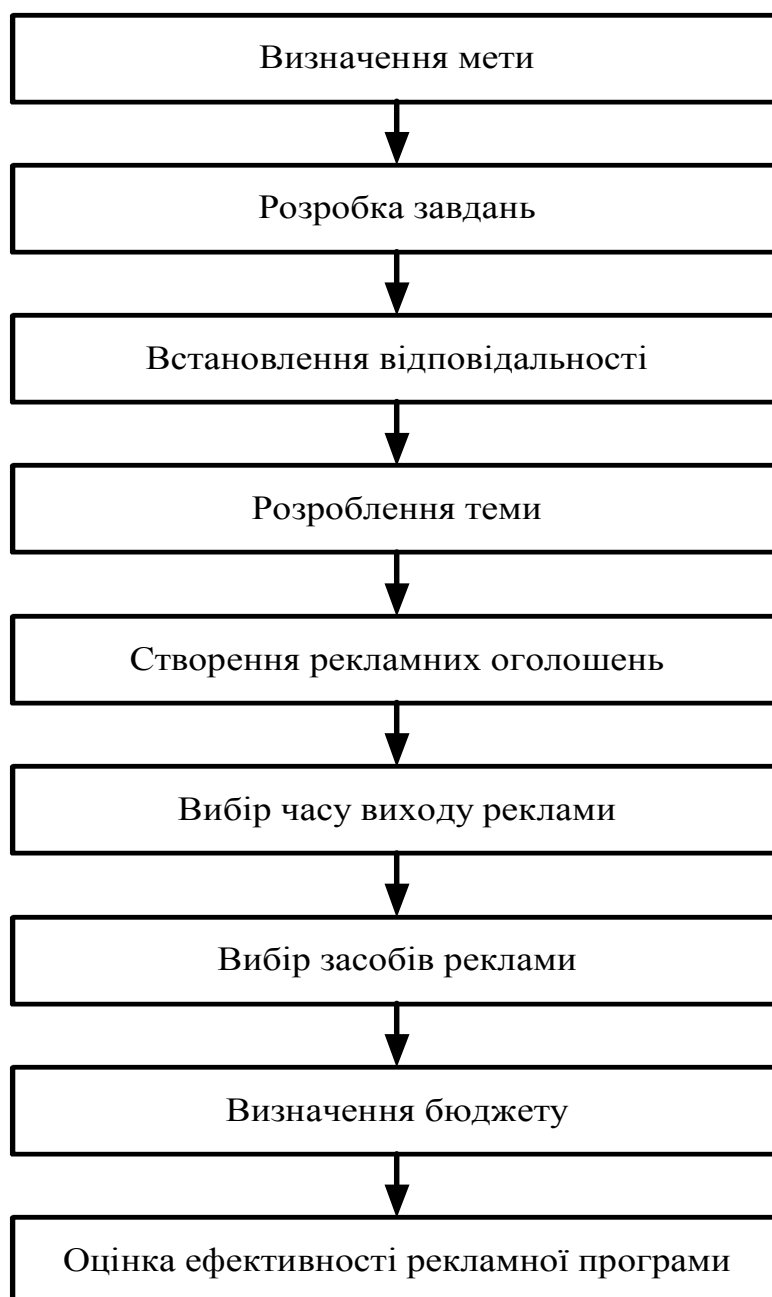 Визначення мети
Розробка завдань
Встановлення відповідальності
Розроблення теми
Створення рекламних оголошень
Вибір часу виходу реклами
Вибір засобів реклами
Визначення бюджету
Оцінка ефективності рекламної програми